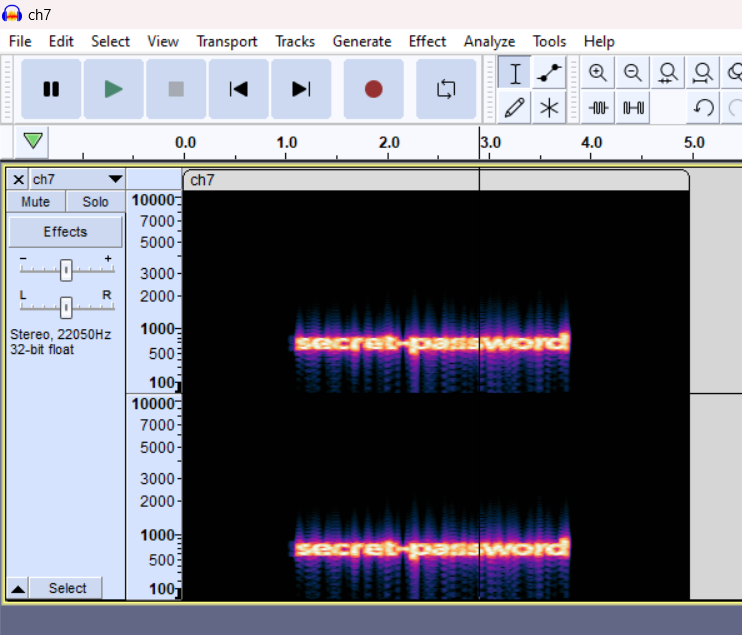 ch7
File Edit Select View Transport Tracks Generate Effect Analyze Tools Help
0.0 1.0 2.0 3.0 4.0 5.0
ch7
ch7
Mute Solo
Effects
- +
L R
Stereo, 22050Hz
32-bit float
10000
7000
5000
3000
2000
1000
500
100
secret-password
10000
7000
5000
3000
2000
1000
500
100
secret-password
Select